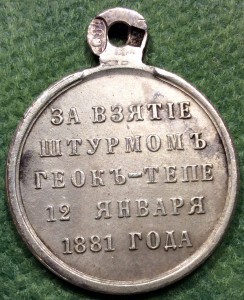 ЗА ВЗЯТІЕ
ШТУРМОМЪ
ГЕОКЪ-ТЕПЕ
12 ЯНВАРЯ
1881 ГОДА